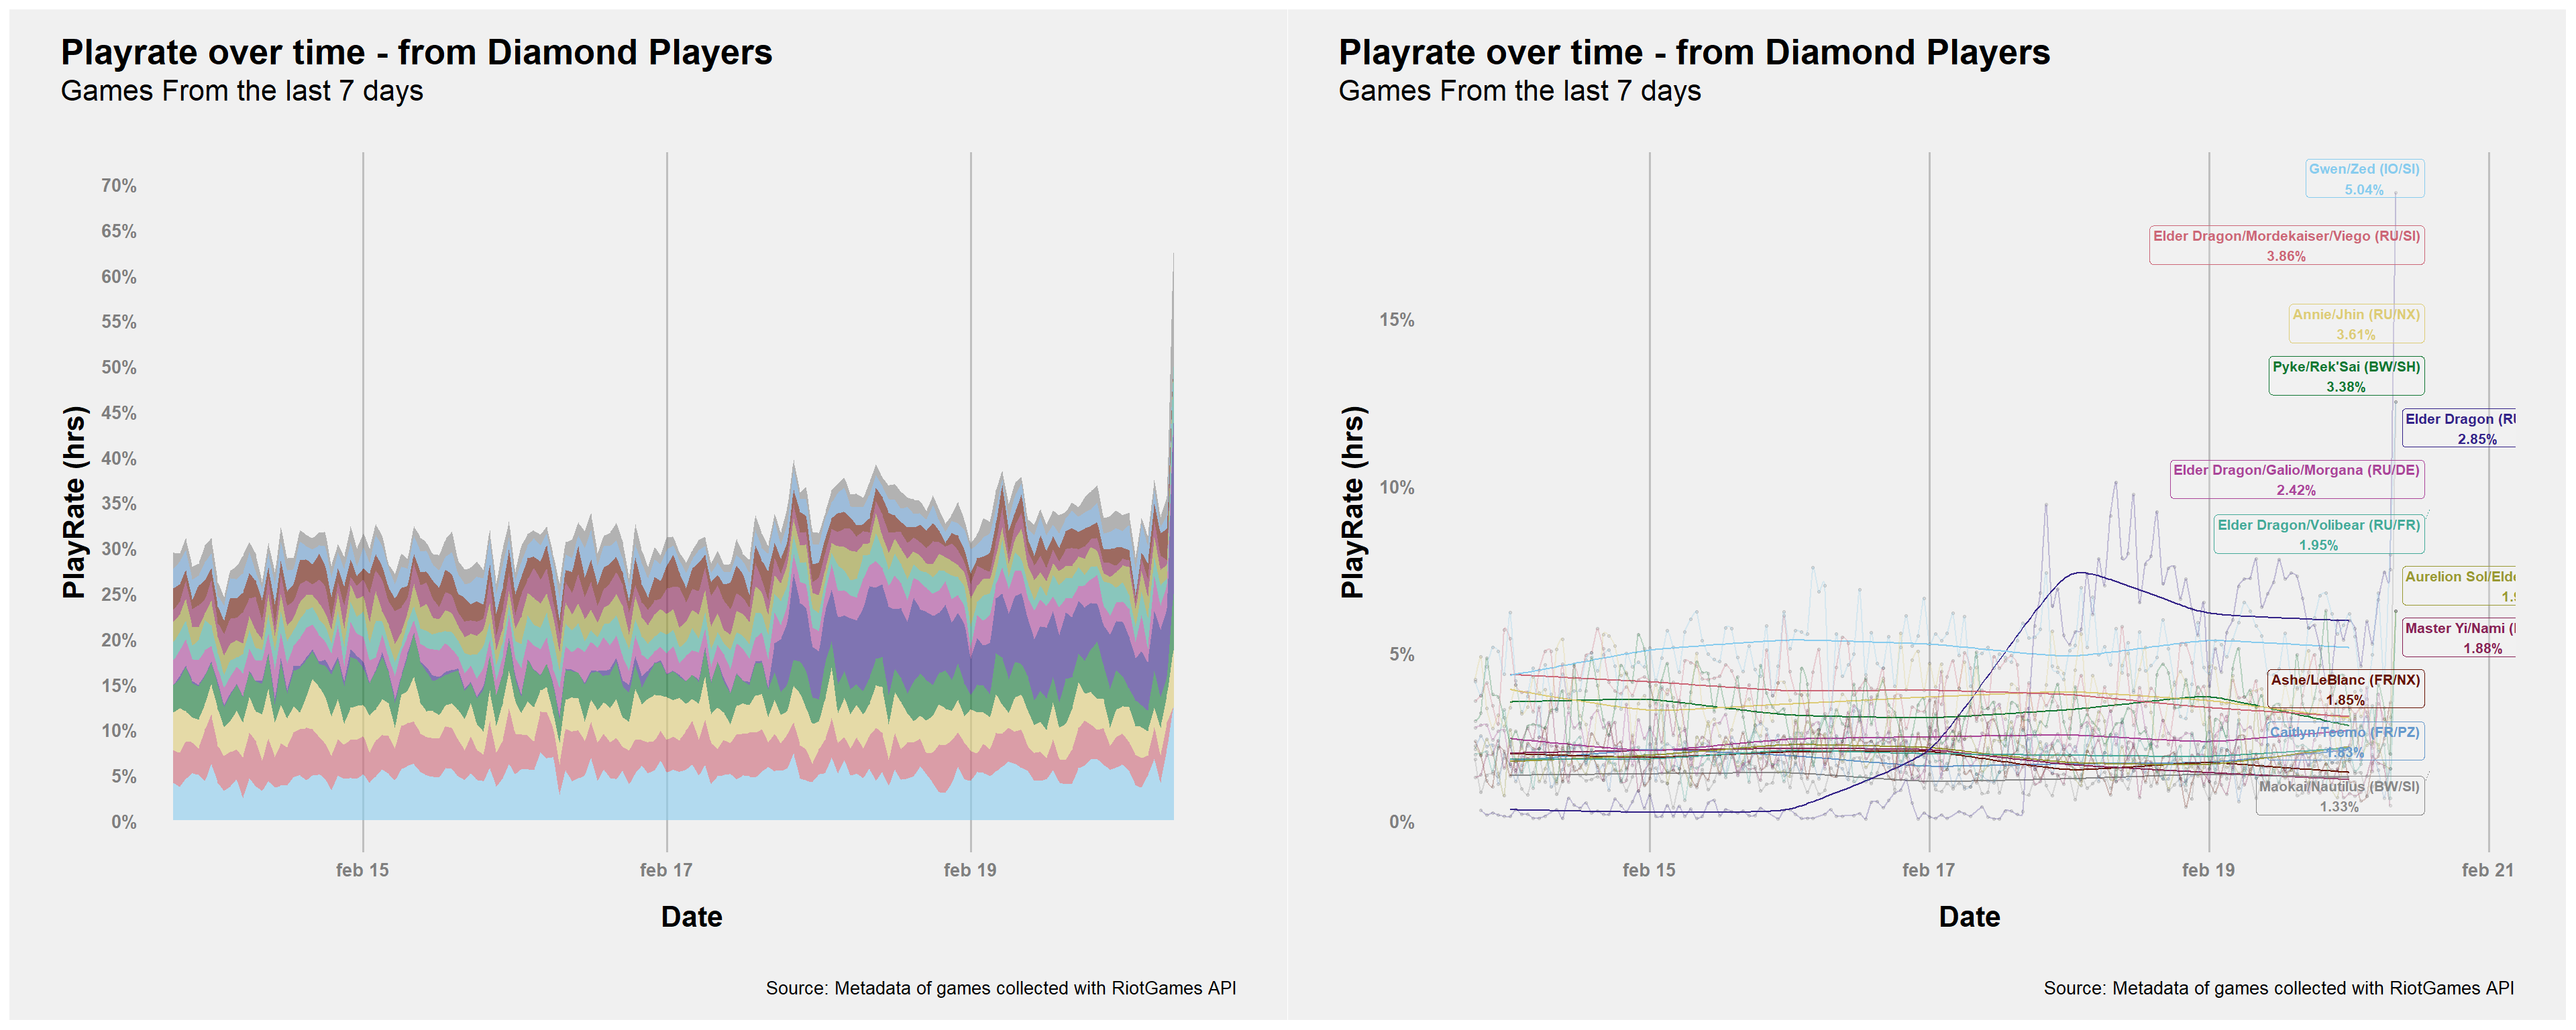 Playrate over time - from Diamond Players
Games From the last 7 days
70%
65%
60%
55%
50%
45%
40%
35%
30%
25%
20%
15%
10%
5%
0%
PlayRate (hrs)
feb 15
feb 17
feb 19
Date
Source: Metadata of games collected with RiotGames API
Playrate over time - from Diamond Players
Games From the last 7 days
15%
10%
5%
0%
PlayRate (hrs)
Gwen/Zed (IO/SI)
5.04%
Elder Dragon/Mordekaiser/Viego (RU/SI)
3.86%
Annie/Jhin (RU/NX)
3.61%
Pyke/Rek'Sai (BW/SH)
3.38%
Elder Dragon (RU
2.85%
Elder Dragon/Galio/Morgana (RU/DE)
2.42%
Elder Dragon/Volibear (RU/FR)
1.95%
Aurelion Sol/Elde
1.9
Master Yi/Nami (
1.88%
Ashe/LeBlanc (FR/NX)
1.85%
Caitlyn/Teemo (FR/PZ)
1.83%
Maokai/Nautilus (BW/SI)
1.33%
feb 15
feb 17
feb 19
feb 21
Date
Source: Metadata of games collected with RiotGames API